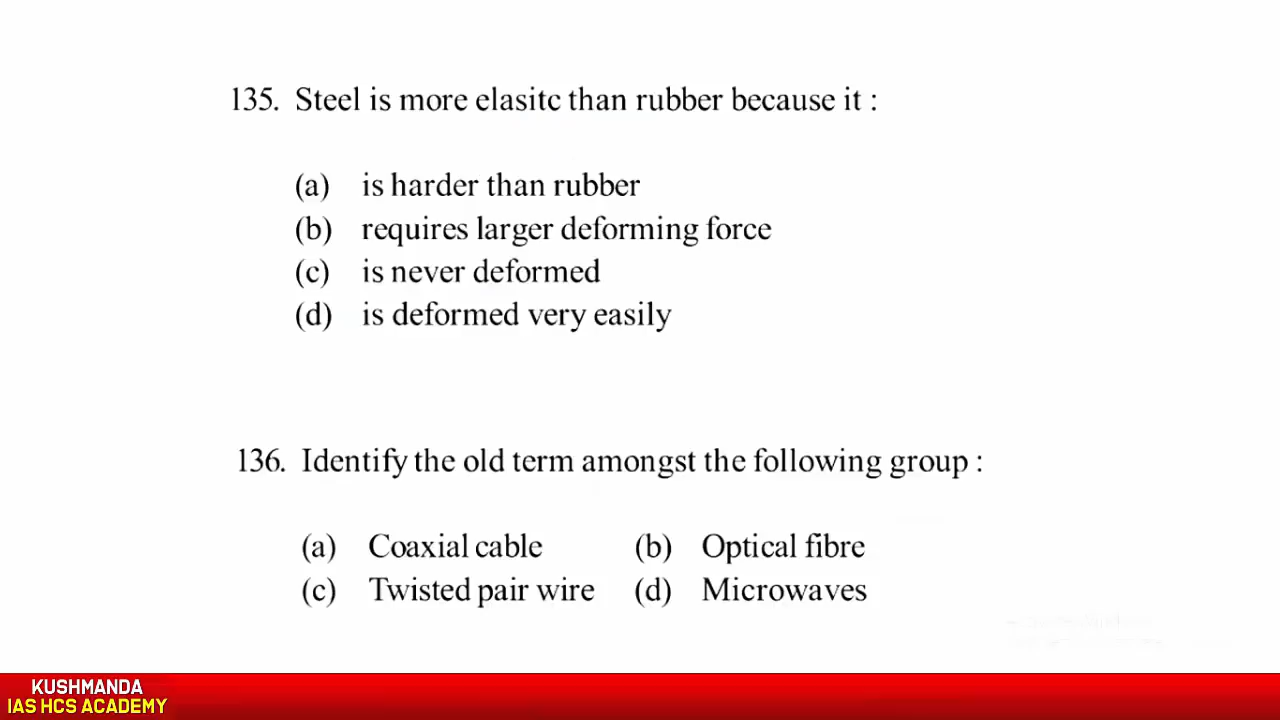 135. Steel is more elasitc than rubber because it :
(a) is harder than rubber
(b) requires larger deforming force
(c) is never deformed
(d) is deformed very easily
136. Identify the old term amongst the following group :
(a) Coaxial cable (b) Optical fibre
(c) Twisted pair wire (d) Microwaves
KUSHMANDA
IAS HCS ACADEMY